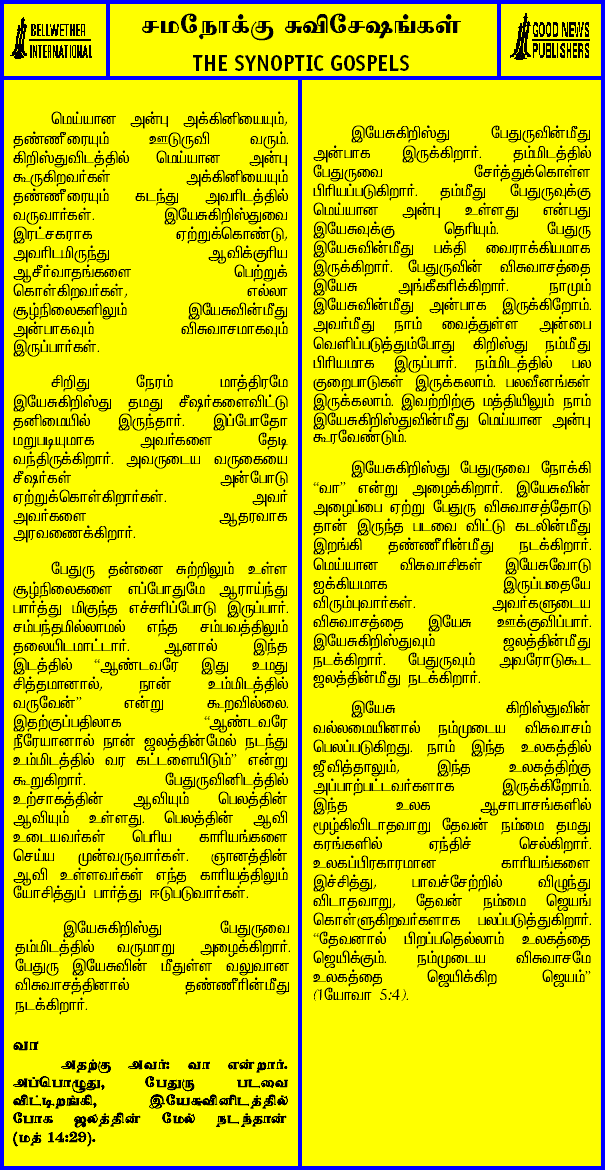 BELLWETHER
INTERNATIONAL
சமநோக்கு சுவிசேஷங்கள்
THE SYNOPTIC GOSPELS
GOOD NEWS
PUBLISHERS
மெய்யான அன்பு அக்கினியையும்,
தண்ணீரையும் ஊடுருவி வரும்.
கிறிஸ்துவிடத்தில் மெய்யான அன்பு
கூருகிறவர்கள் அக்கினியையும்
தண்ணீரையும் கடந்து அவரிடத்தில்
வருவார்கள். இயேசுகிறிஸ்துவை
இரட்சகராக ஏற்றுக்கொண்டு,
அவரிடமிருந்து ஆவிக்குரிய
ஆசீர்வாதங்களை பெற்றுக்
கொள்கிறவர்கள், எல்லா
சூழ்நிலைகளிலும் இயேசுவின்மீது
அன்பாகவும் விசுவாசமாகவும்
இருப்பார்கள்.
சிறிது நேரம் மாத்திரமே
இயேசுகிறிஸ்து தமது சீஷர்களைவிட்டு
தனிமையில் இருந்தார். இப்போதோ
மறுபடியுமாக அவர்களை தேடி
வந்திருக்கிறார். அவருடைய வருகையை
சீஷர்கள் அன்போடு
ஏற்றுக்கொள்கிறார்கள். அவர்
அவர்களை ஆதரவாக
அரவணைக்கிறார்.
பேதுரு தன்னை சுற்றிலும் உள்ள
சூழ்நிலைகளை எப்போதுமே ஆராய்ந்து
பார்த்து மிகுந்த எச்சரிப்போடு இருப்பார்.
சம்பந்தமில்லாமல் எந்த சம்பவத்திலும்
தலையிடமாட்டார். ஆனால் இந்த
இடத்தில் “ஆண்டவரே இது உமது
சித்தமானால், நான் உம்மிடத்தில்
வருவேன்” என்று கூறவில்லை.
இதற்குப்பதிலாக “ஆண்டவரே
நீரேயானால் நான் ஜலத்தின்மேல் நடந்து
உம்மிடத்தில் வர கட்டளையிடும்” என்று
கூறுகிறார். பேதுருவினிடத்தில்
உற்சாகத்தின் ஆவியும் பெலத்தின்
ஆவியும் உள்ளது. பெலத்தின் ஆவி
உடையவர்கள் பெரிய காரியங்களை
செய்ய முன்வருவார்கள். ஞானத்தின்
ஆவி உள்ளவர்கள் எந்த காரியத்திலும்
யோசித்துப் பார்த்து ஈடுபடுவார்கள்.
இயேசுகிறிஸ்து பேதுருவை
தம்மிடத்தில் வருமாறு அழைக்கிறார்.
பேதுரு இயேசுவின் மீதுள்ள வலுவான
விசுவாசத்தினால் தண்ணீரின்மீது
நடக்கிறார்.
வா
அதற்கு அவர்: வா என்றார்.
அப்பொழுது, பேதுரு படவை
விட்டிறங்கி, இயேசுவினிடத்தில்
போக ஜலத்தின் மேல் நடந்தான்
(மத் 14:29).
இயேசுகிறிஸ்து பேதுருவின்மீது
அன்பாக இருக்கிறார். தம்மிடத்தில்
பேதுருவை சேர்த்துக்கொள்ள
பிரியப்படுகிறார். தம்மீது பேதுருவுக்கு
மெய்யான அன்பு உள்ளது என்பது
இயேசுவுக்கு தெரியும். பேதுரு
இயேசுவின்மீது பக்தி வைராக்கியமாக
இருக்கிறார். பேதுருவின் விசுவாசத்தை
இயேசு அங்கீகரிக்கிறார். நாமும்
இயேசுவின்மீது அன்பாக இருக்கிறோம்.
அவர்மீது நாம் வைத்துள்ள அன்பை
வெளிப்படுத்தும்போது கிறிஸ்து நம்மீது
பிரியமாக இருப்பார். நம்மிடத்தில் பல
குறைபாடுகள் இருக்கலாம். பலவீனங்கள்
இருக்கலாம். இவற்றிற்கு மத்தியிலும் நாம்
இயேசுகிறிஸ்துவின்மீது மெய்யான அன்பு
கூரவேண்டும்.
இயேசுகிறிஸ்து பேதுருவை நோக்கி
“வா” என்று அழைக்கிறார். இயேசுவின்
அழைப்பை ஏற்று பேதுரு விசுவாசத்தோடு
தான் இருந்த படவை விட்டு கடலின்மீது
இறங்கி தண்ணீரின்மீது நடக்கிறார்.
மெய்யான விசுவாசிகள் இயேசுவோடு
ஐக்கியமாக இருப்பதையே
விரும்புவார்கள். அவர்களுடைய
விசுவாசத்தை இயேசு ஊக்குவிப்பார்.
இயேசுகிறிஸ்துவும் ஜலத்தின்மீது
நடக்கிறார். பேதுருவும் அவரோடுகூட
ஜலத்தின்மீது நடக்கிறார்.
இயேசு கிறிஸ்துவின்
வல்லமையினால் நம்முடைய விசுவாசம்
பெலப்படுகிறது. நாம் இந்த உலகத்தில்
ஜீவித்தாலும், இந்த உலகத்திற்கு
அப்பாற்பட்டவர்களாக இருக்கிறோம்.
இந்த உலக ஆசாபாசங்களில்
மூழ்கிவிடாதவாறு தேவன் நம்மை தமது
கரங்களில் ஏந்திச் செல்கிறார்.
உலகப்பிரகாரமான காரியங்களை
இச்சித்து, பாவச்சேற்றில் விழுந்து
விடாதவாறு, தேவன் நம்மை ஜெயங்
கொள்ளுகிறவர்களாக பலப்படுத்துகிறார்.
“தேவனால் பிறப்பதெல்லாம் உலகத்தை
ஜெயிக்கும். நம்முடைய விசுவாசமே
உலகத்தை ஜெயிக்கிற ஜெயம்”
(1யோவா 5:4).